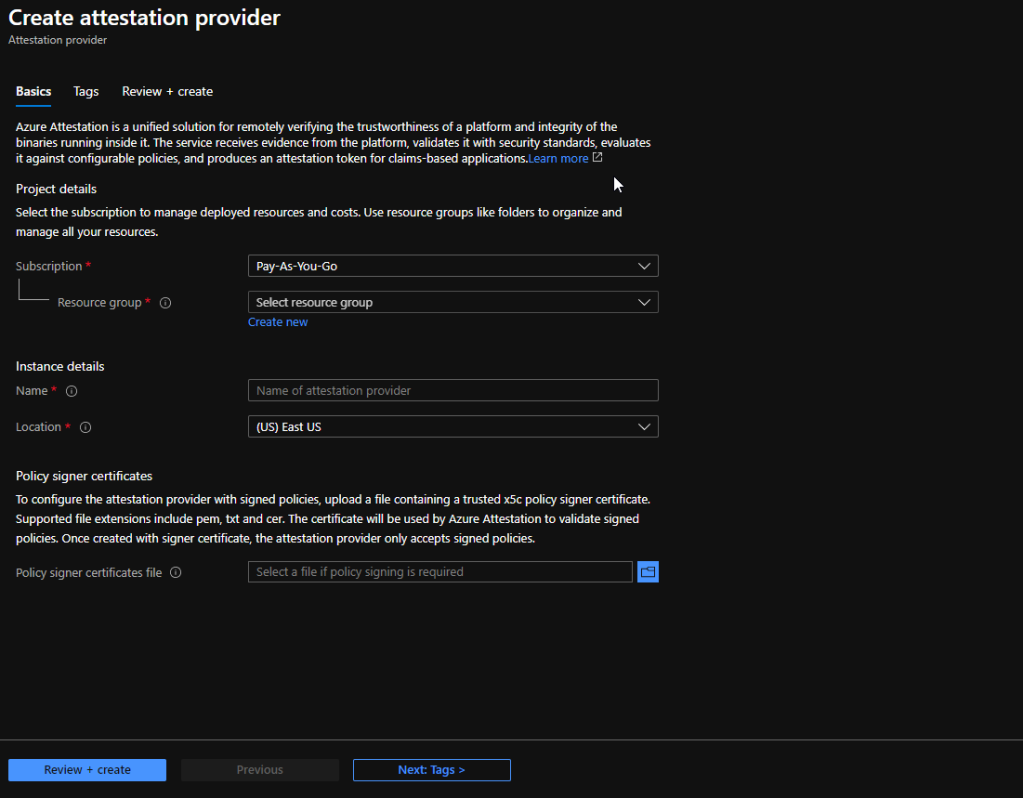 Create attestation provider
Attestation provider
Basics Tags Review + create
Azure Attestation is a unified solution for remotely verifying the trustworthiness of a platform and integrity of the
binaries running inside it. The service receives evidence from the platform, validates it with security standards, evaluates
it against configurable policies, and produces an attestation token for claims-based applications.Learn more
Project details
Select the subscription to manage deployed resources and costs. Use resource groups like folders to organize and
manage all your resources.
Subscription * Pay-As-You-Go
Resource group * Select resource group
Create new
Instance details
Name * Name of attestation provider
Location * (US) East US
Policy signer certificates
To configure the attestation provider with signed policies, upload a file containing a trusted x5c policy signer certificate.
Supported file extensions include pem, txt and cer. The certificate will be used by Azure Attestation to validate signed
policies. Once created with signer certificate, the attestation provider only accepts signed policies.
Policy signer certificates file Select a file if policy signing is required
Review + create Previous Next: Tags >